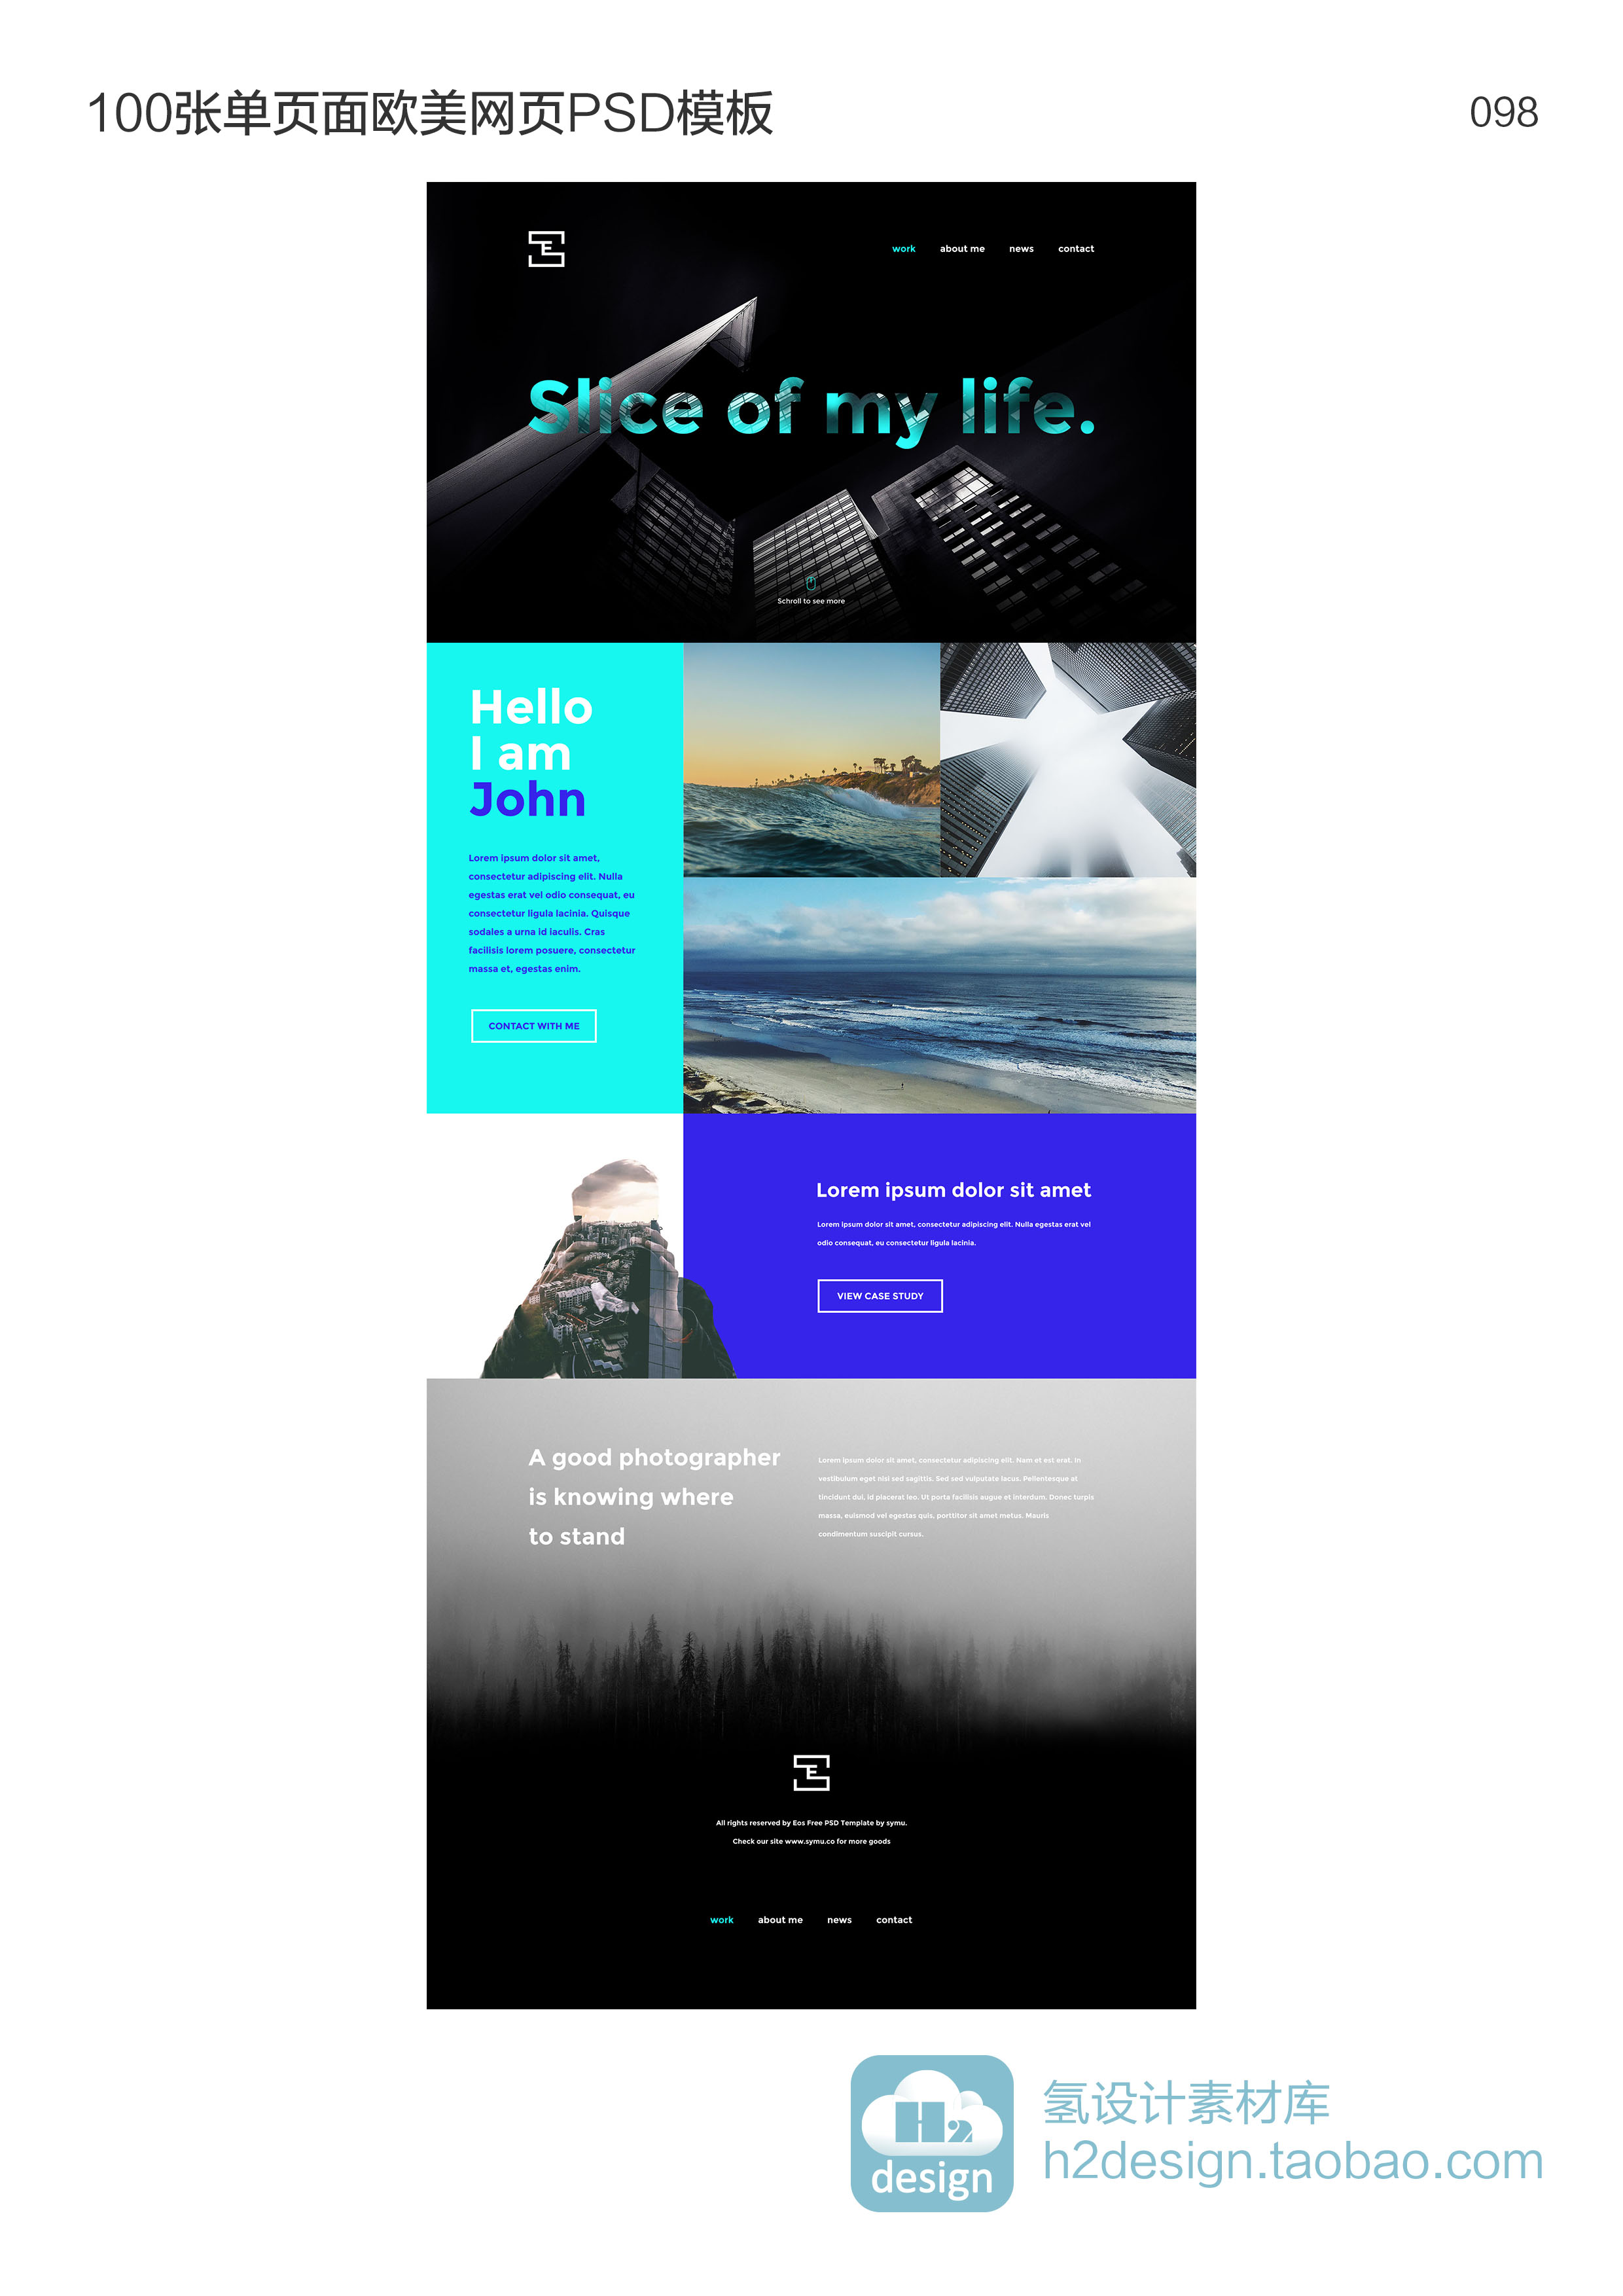 100张单页面欧美网页PSD模板
098
work about me news contact
Slice of my life.
Schroll to see more
Hello
I am
John
Lorem ipsum dolor sit amet,
consectetur adipiscing elit. Nulla
egestas erat vel odio consequat, eu
consectetur ligula lacinia. Quisque
sodales a urna id iaculis. Cras
facilisis lorem posuere, consectetur
massa et, egestas enim.
CONTACT WITH ME
Lorem ipsum dolor sit amet
Lorem ipsum dolor sit amet, consectetur adipiscing elit. Nulla egestas erat vel
odio consequat, eu consectetur ligula lacinia.
VIEW CASE STUDY
A good photographer
is knowing where
to stand
Lorem ipsum dolor sit amet, consectetur adipiscing elit. Nam et est erat. In
vestibulum eget nisl sed sagittis. Sed sed vulputate lacus. Pellentesque at
tincidunt dui, id placerat leo. Ut porta facilisis augue et interdum. Donec turpis
massa, euismod vel egestas quis, porttitor sit amet metus. Mauris
condimentum suscipit cursus.
All rights reserved by Eos Free PSD Template by symu.
Check our site www.symu.co for more goods
work about me news contact
H2
design
氢设计素材库
h2design.taobao.com